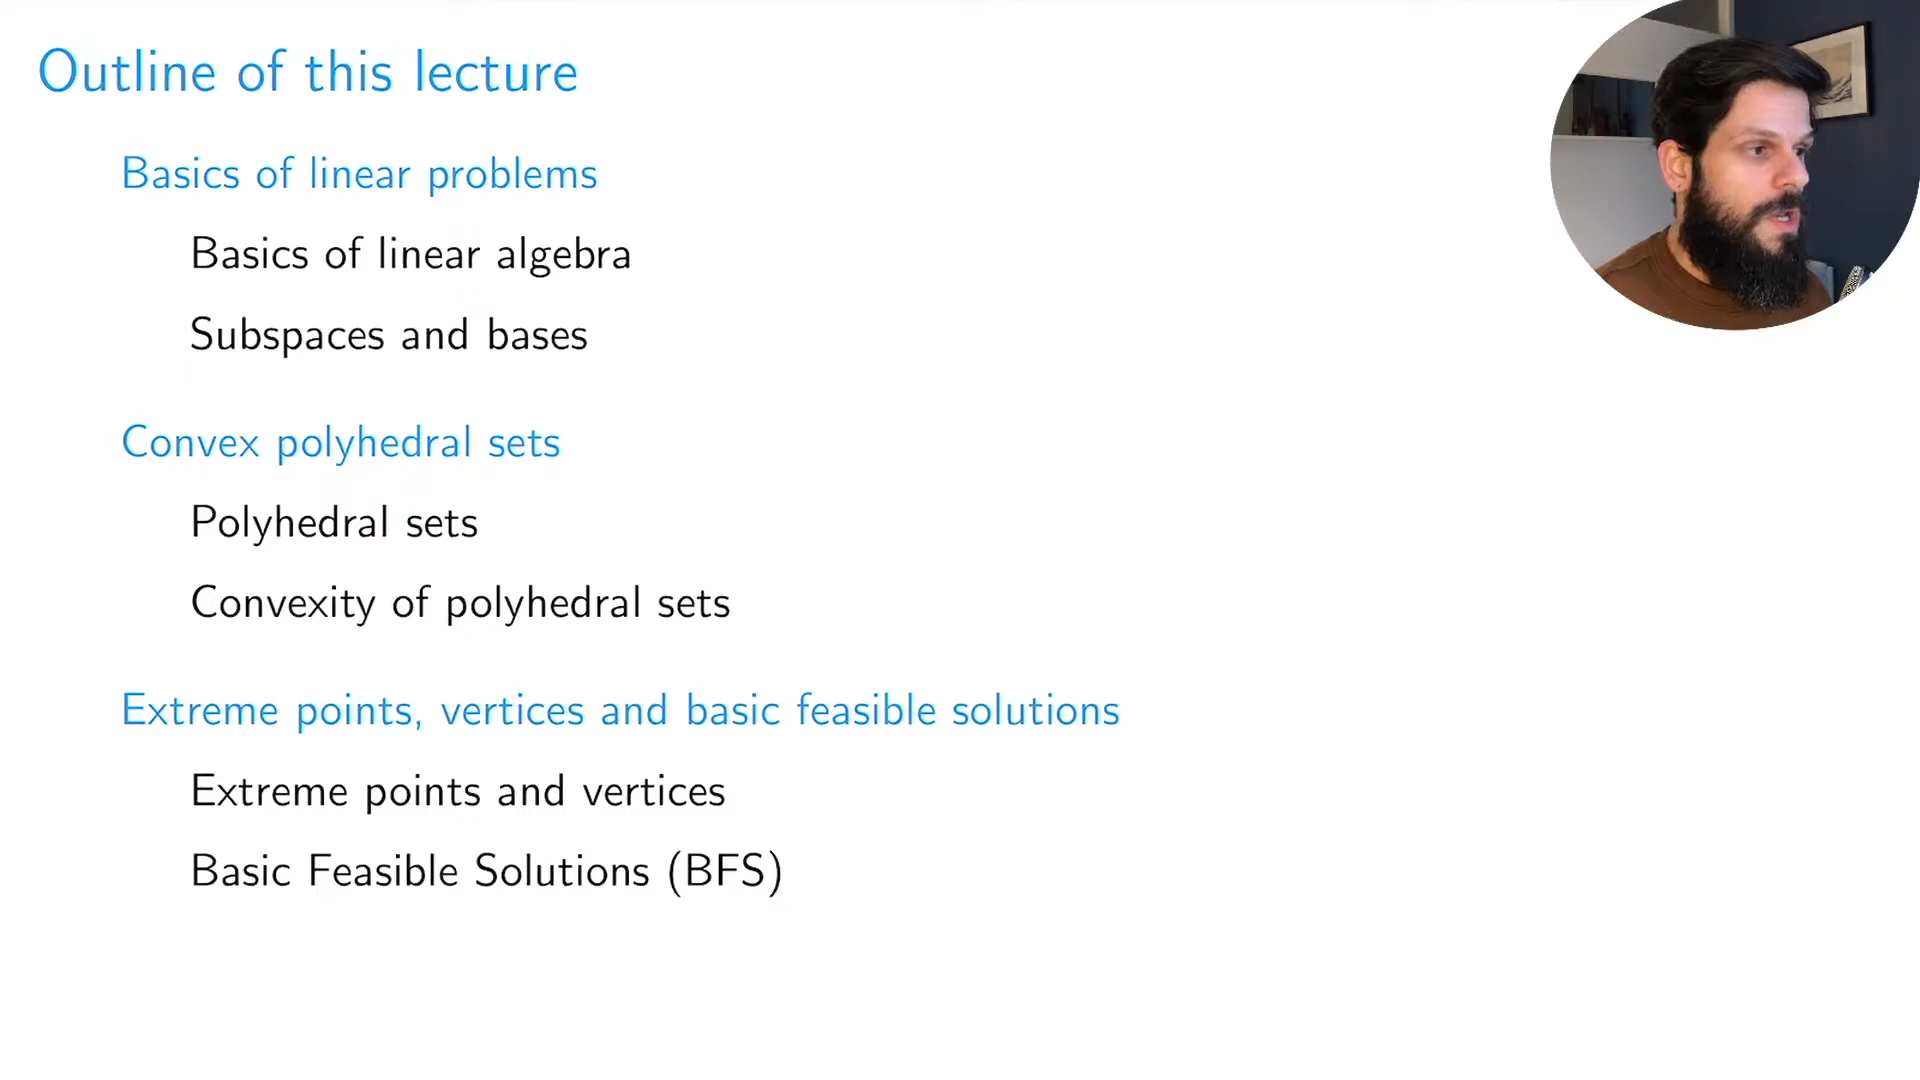 Outline of this lecture
Basics of linear problems
Basics of linear algebra
Subspaces and bases
Convex polyhedral sets
Polyhedral sets
Convexity of polyhedral sets
Extreme points, vertices and basic feasible solutions
Extreme points and vertices
Basic Feasible Solutions (BFS)